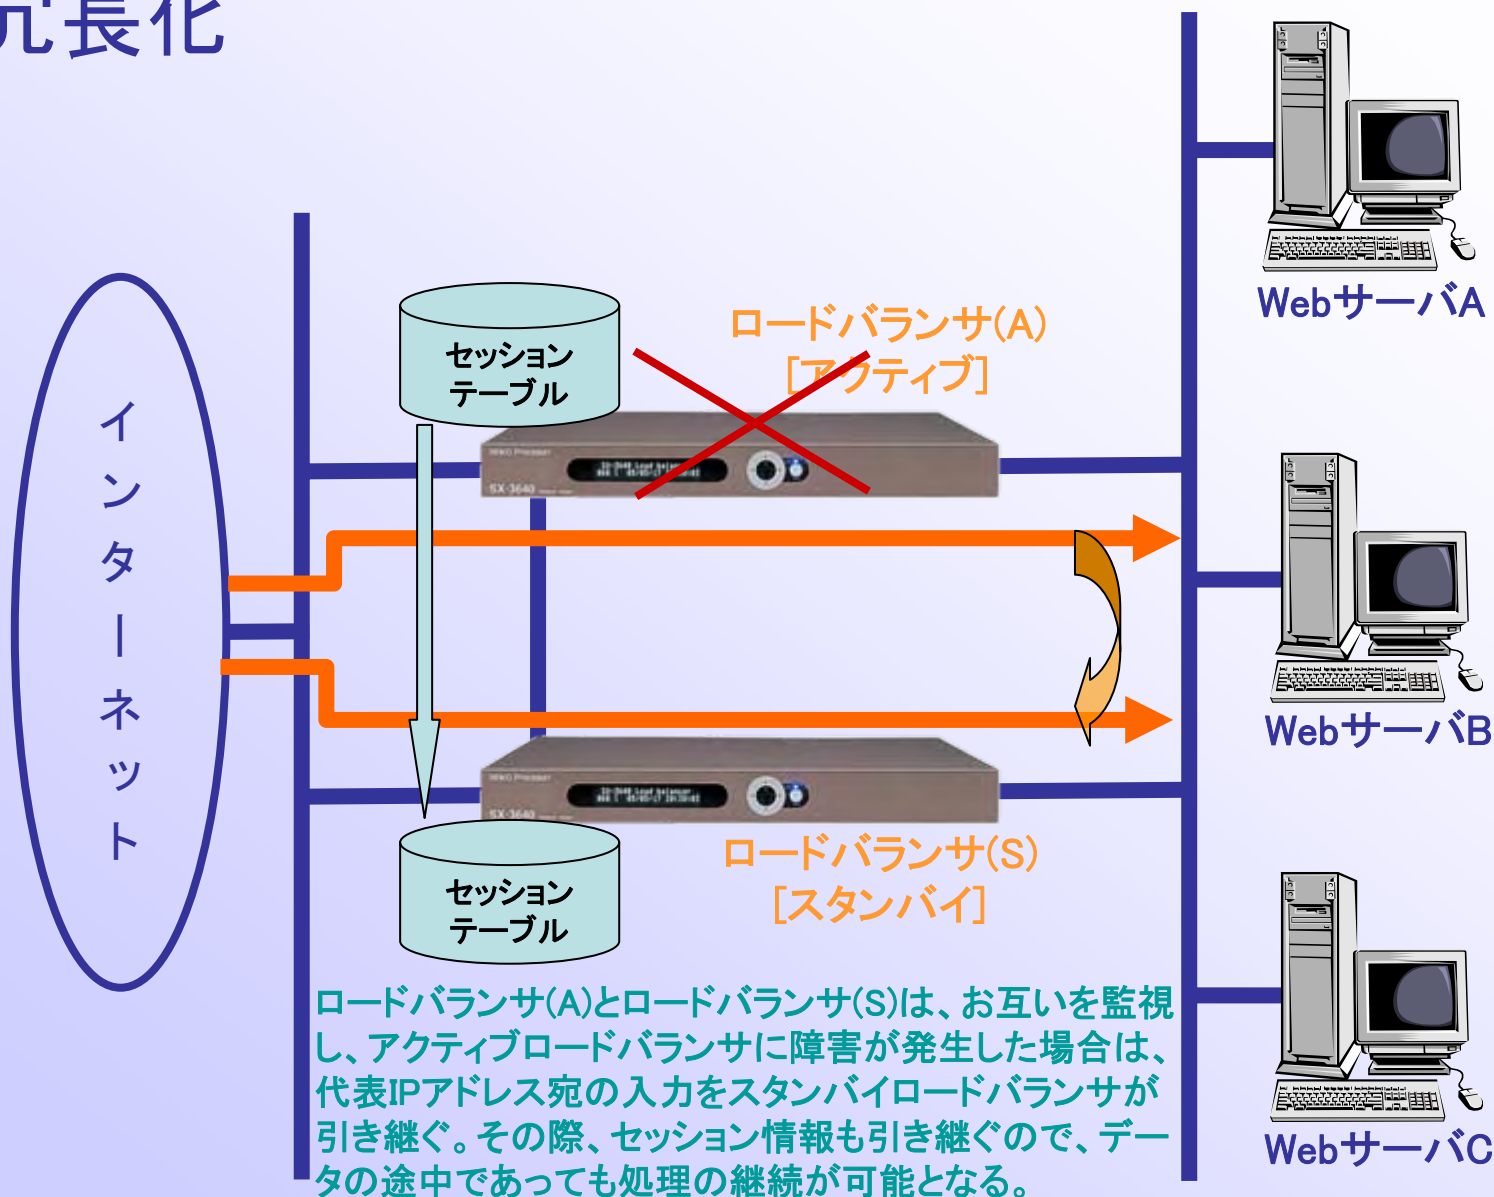 冗長化
WebサーバA
ロードバランサ(A)
[アクティブ]
セッション
テーブル
SX-3640
インターネット
WebサーバB
SX-3640
ロードバランサ(S)
[スタンバイ]
セッション
テーブル
ロードバランサ(A)とロードバランサ(S)は、お互いを監視
し、アクティブロードバランサに障害が発生した場合は、
代表IPアドレス宛の入力をスタンバイロードバランサが
引き継ぐ。その際、セッション情報も引き継ぐので、デー
タの途中であっても処理の継続が可能となる。
WebサーバC